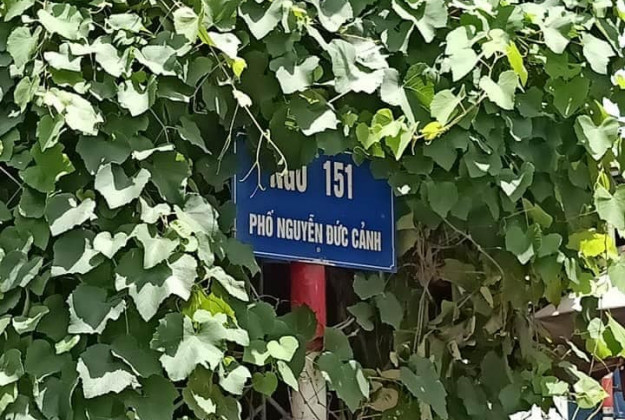 NGÕ 151
PHỐ NGUYỄN ĐỨC CẢNH